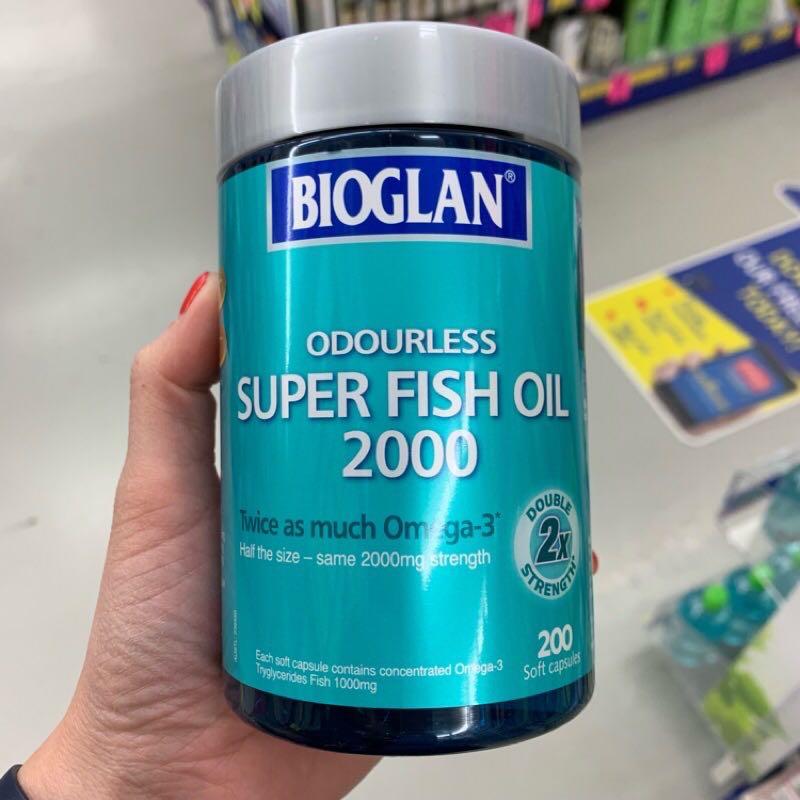 BIOGLAN®
ODOURLESS
SUPER FISH OIL
2000
Twice as much Omega-3*
Half the size – same 2000mg strength
DOUBLE
2x
STRENGTH
200
Soft capsules
Each soft capsule contains concentrated Omega-3
Tryglycerides Fish 1000mg